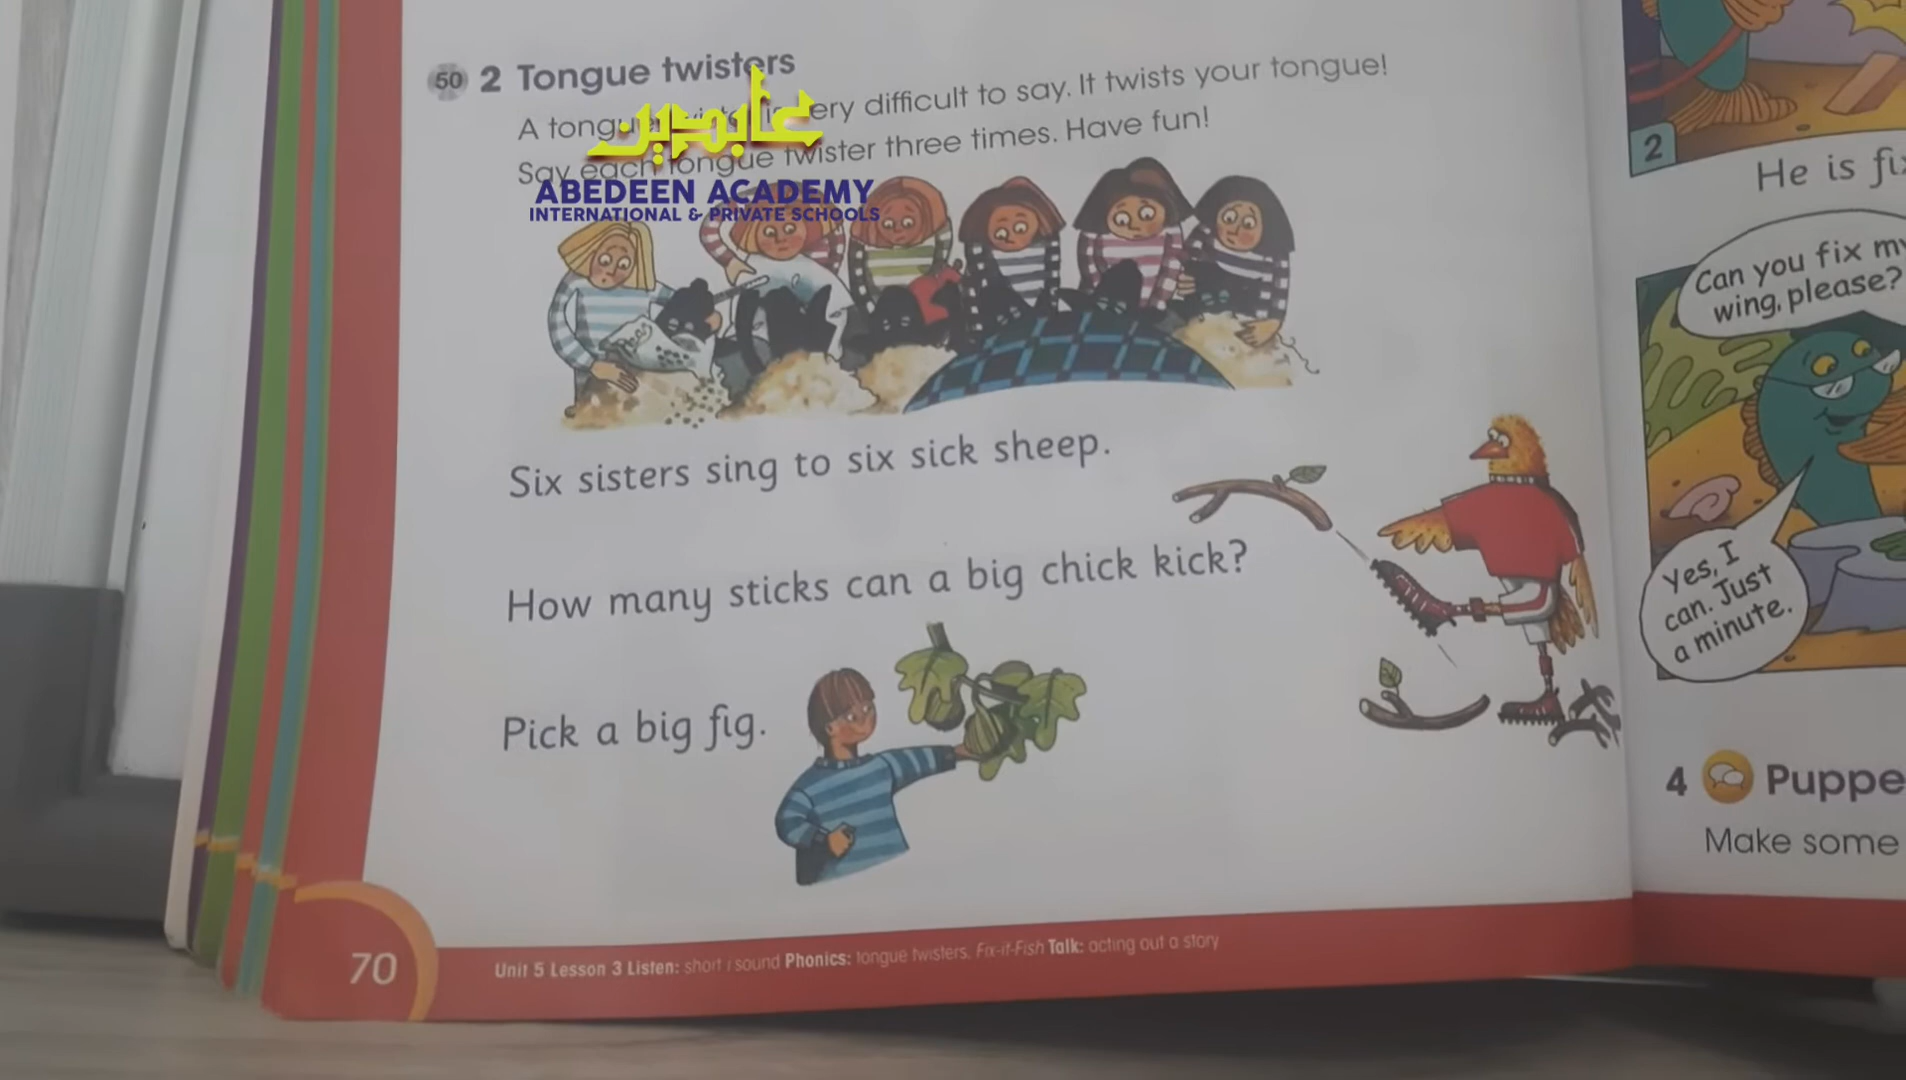 50 2 Tongue twisters
A tongue is very difficult to say. It twists your tongue!
Say each tongue twister three times. Have fun!
عابدين
ABEDEEN ACADEMY
INTERNATIONAL & PRIVATE SCHOOLS
Peas
Six sisters sing to six sick sheep.
How many sticks can a big chick kick?
Pick a big fig.
70
Unit 5 Lesson 3 Listen: short i sound Phonics: tongue twisters, Fix-it-Fish Talk: acting out a story
2
He is
Can you fix my
wing, please?
Yes, I
can. Just
a minute.
4 Puppe
Make some